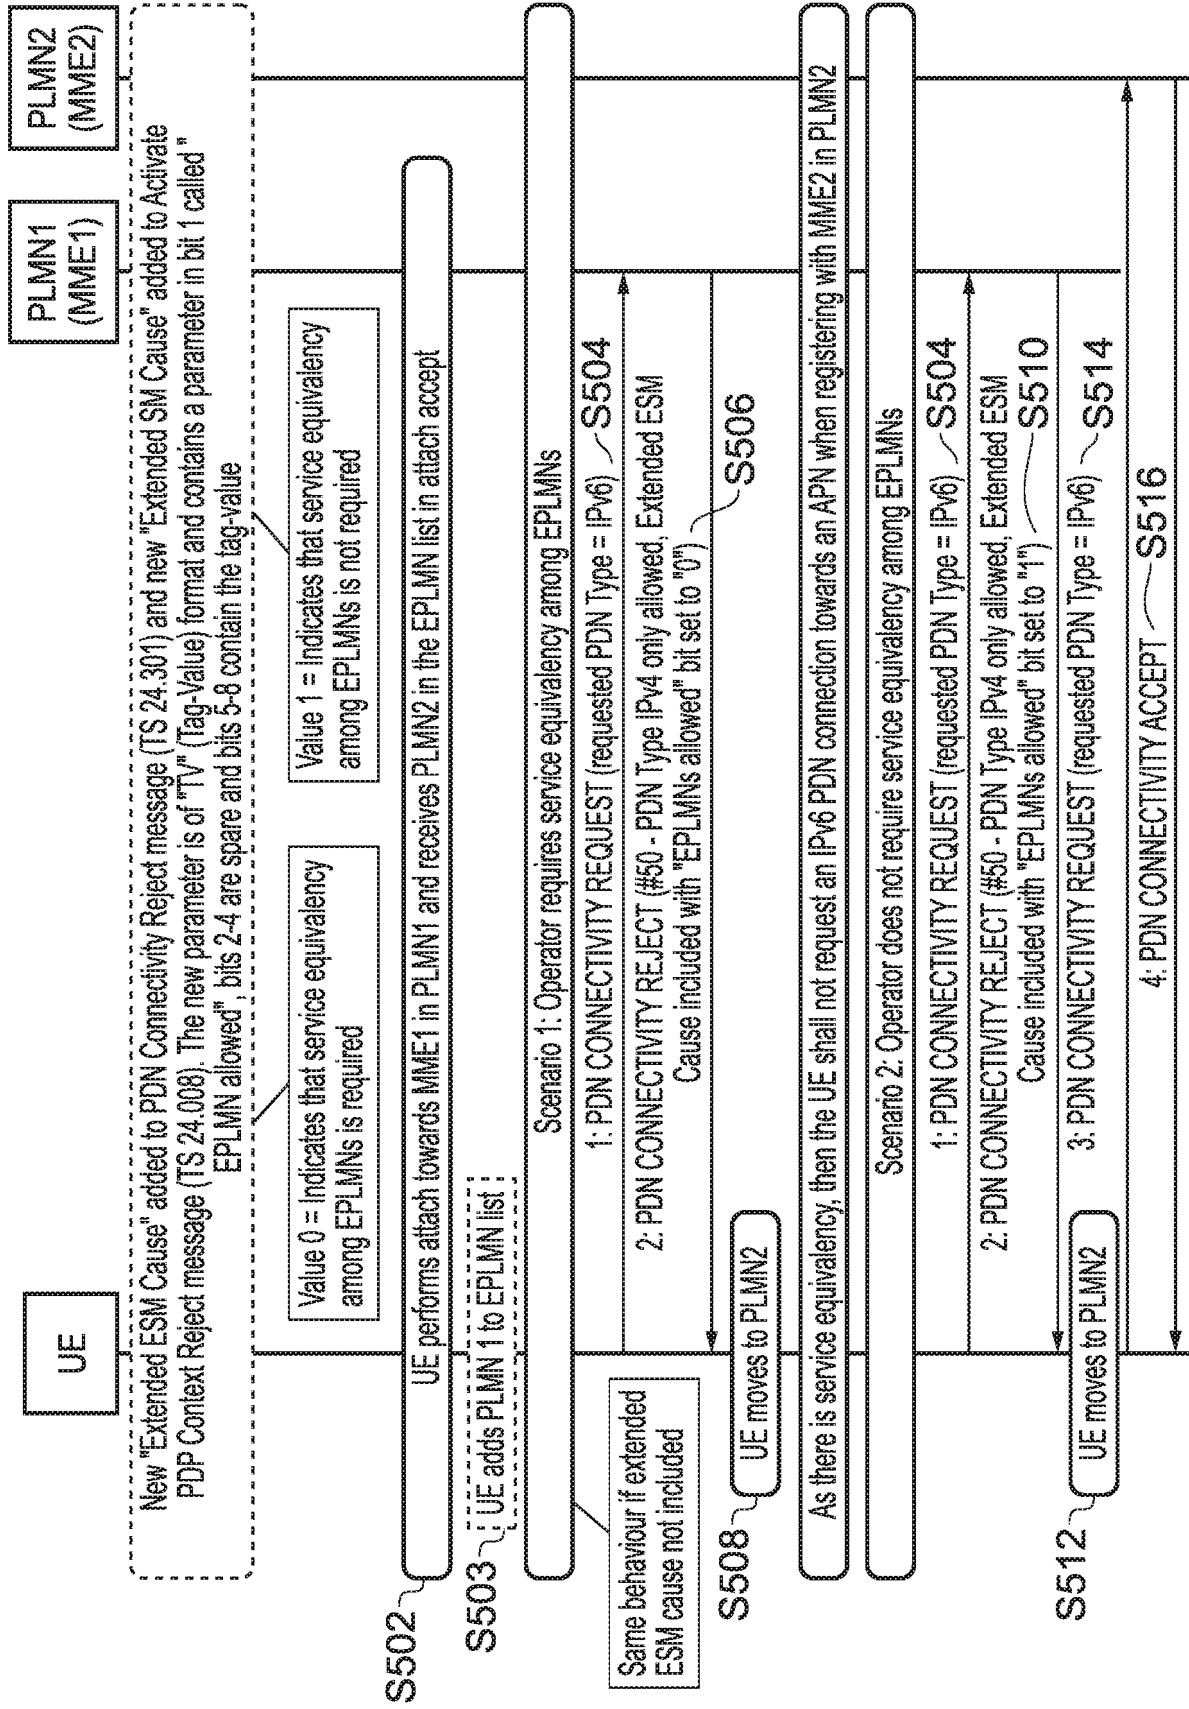 UE
PLMN1
(MME1)
PLMN2
(MME2)
New "Extended ESM Cause" added to PDN Connectivity Reject message (TS 24.301) and new "Extended SM Cause" added to Activate
PDP Context Reject message (TS 24.008). The new parameter is of "TV" (Tag-Value) format and contains a parameter in bit 1 called "
EPLMN allowed", bits 2-4 are spare and bits 5-8 contain the tag-value
Value 0 = Indicates that service equivalency
among EPLMNs is required
Value 1 = Indicates that service equivalency
among EPLMNs is not required
S502
UE performs attach towards MME1 in PLMN1 and receives PLMN2 in the EPLMN list in attach accept
S503
UE adds PLMN 1 to EPLMN list
Scenario 1: Operator requires service equivalency among EPLMNs
Same behaviour if extended
ESM cause not included
1: PDN CONNECTIVITY REQUEST (requested PDN Type = IPv6)
S504
2: PDN CONNECTIVITY REJECT (#50 - PDN Type IPv4 only allowed, Extended ESM
Cause included with "EPLMNs allowed" bit set to "0")
S506
S508
UE moves to PLMN2
As there is service equivalency, then the UE shall not request an IPv6 PDN connection towards an APN when registering with MME2 in PLMN2
Scenario 2: Operator does not require service equivalency among EPLMNs
1: PDN CONNECTIVITY REQUEST (requested PDN Type = IPv6)
S504
2: PDN CONNECTIVITY REJECT (#50 - PDN Type IPv4 only allowed, Extended ESM
Cause included with "EPLMNs allowed" bit set to "1")
S510
S512
UE moves to PLMN2
3: PDN CONNECTIVITY REQUEST (requested PDN Type = IPv6)
S514
4: PDN CONNECTIVITY ACCEPT
S516